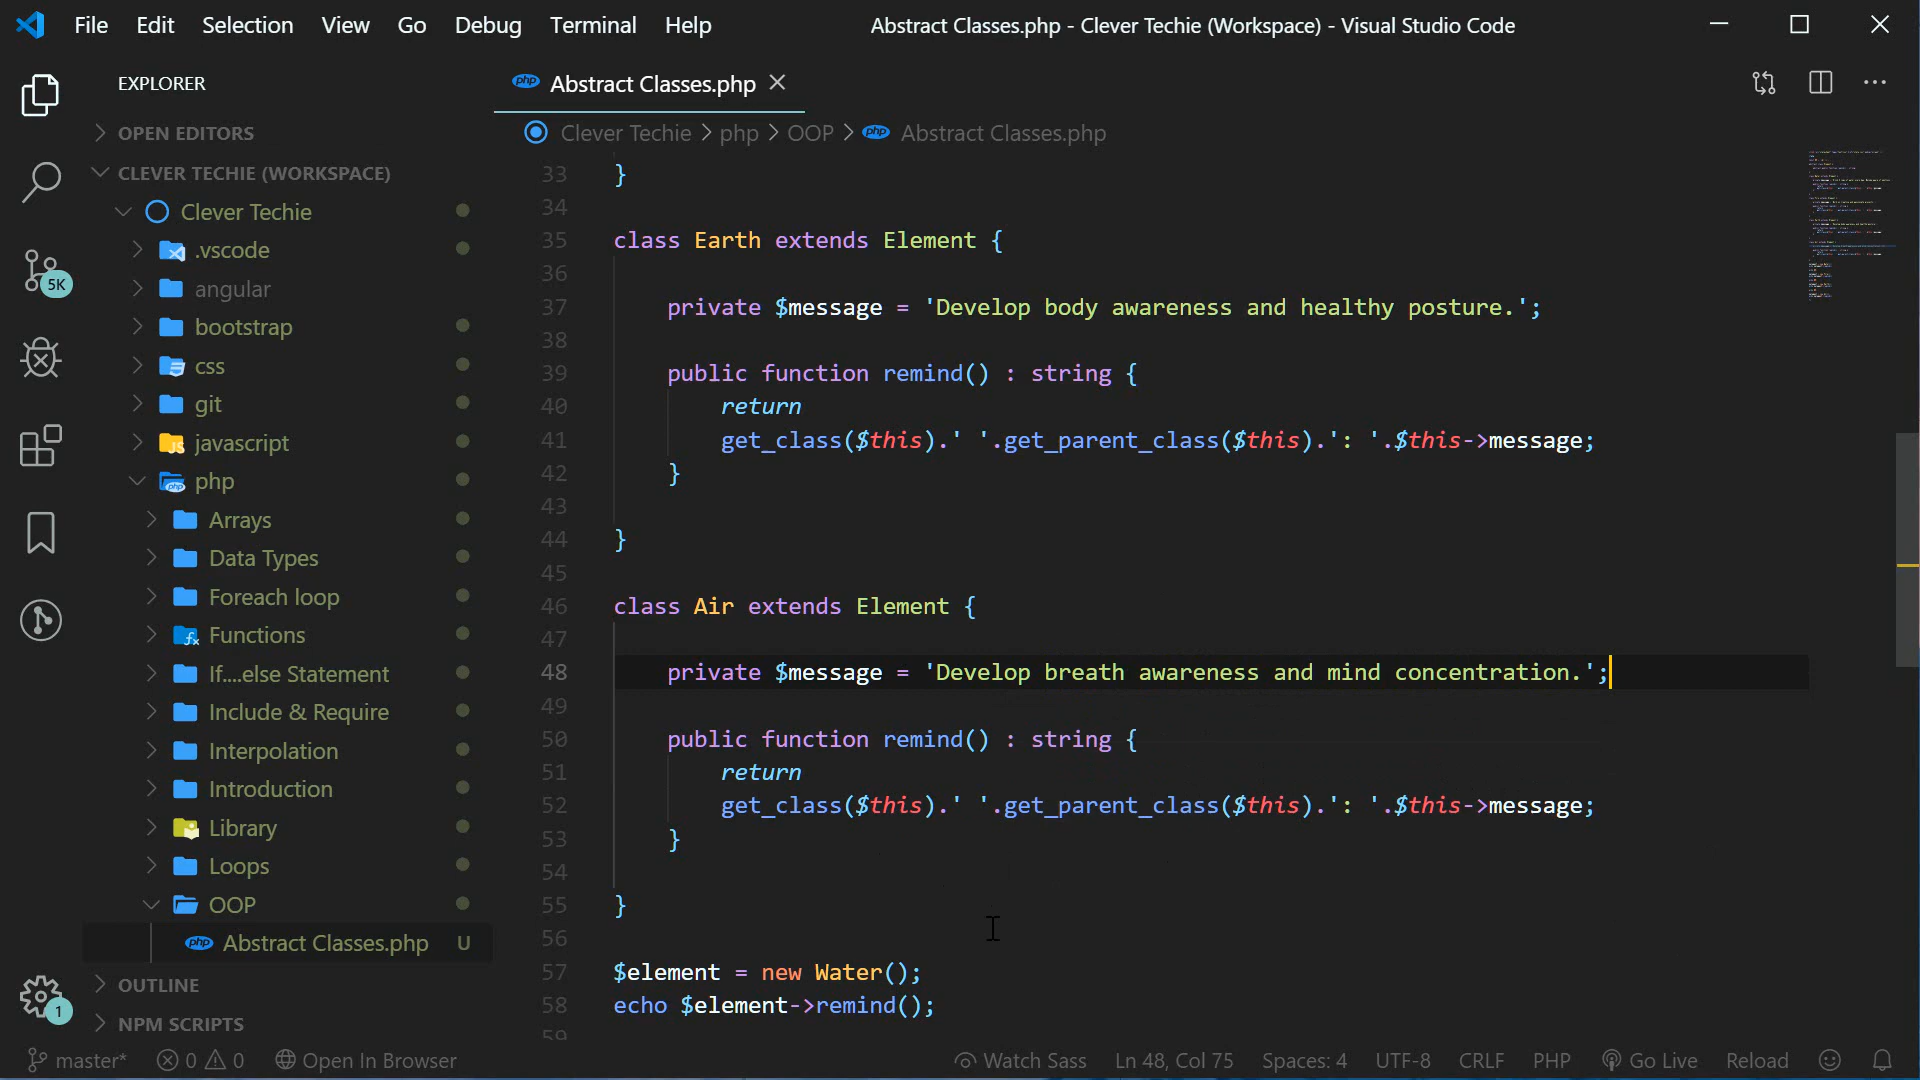 File Edit Selection View Go Debug Terminal Help
Abstract Classes.php - Clever Techie (Workspace) - Visual Studio Code
EXPLORER
OPEN EDITORS
CLEVER TECHIE (WORKSPACE)
Clever Techie
.vscode
angular
bootstrap
css
git
javascript
php
Arrays
Data Types
Foreach loop
Functions
If....else Statement
Include & Require
Interpolation
Introduction
Library
Loops
OOP
php Abstract Classes.php U
OUTLINE
NPM SCRIPTS
5K
1
php Abstract Classes.php
Clever Techie > php > OOP > php Abstract Classes.php
33 }
34
35 class Earth extends Element {
36
37 private $message = 'Develop body awareness and healthy posture.';
38
39 public function remind() : string {
40 return
41 get_class($this).' '.get_parent_class($this).': '.$this->message;
42 }
43
44 }
45
46 class Air extends Element {
47
48 private $message = 'Develop breath awareness and mind concentration.';
49
50 public function remind() : string {
51 return
52 get_class($this).' '.get_parent_class($this).': '.$this->message;
53 }
54
55 }
56
57 $element = new Water();
58 echo $element->remind();
59
master* 0 0 Open In Browser Watch Sass Ln 48, Col 75 Spaces: 4 UTF-8 CRLF PHP Go Live Reload